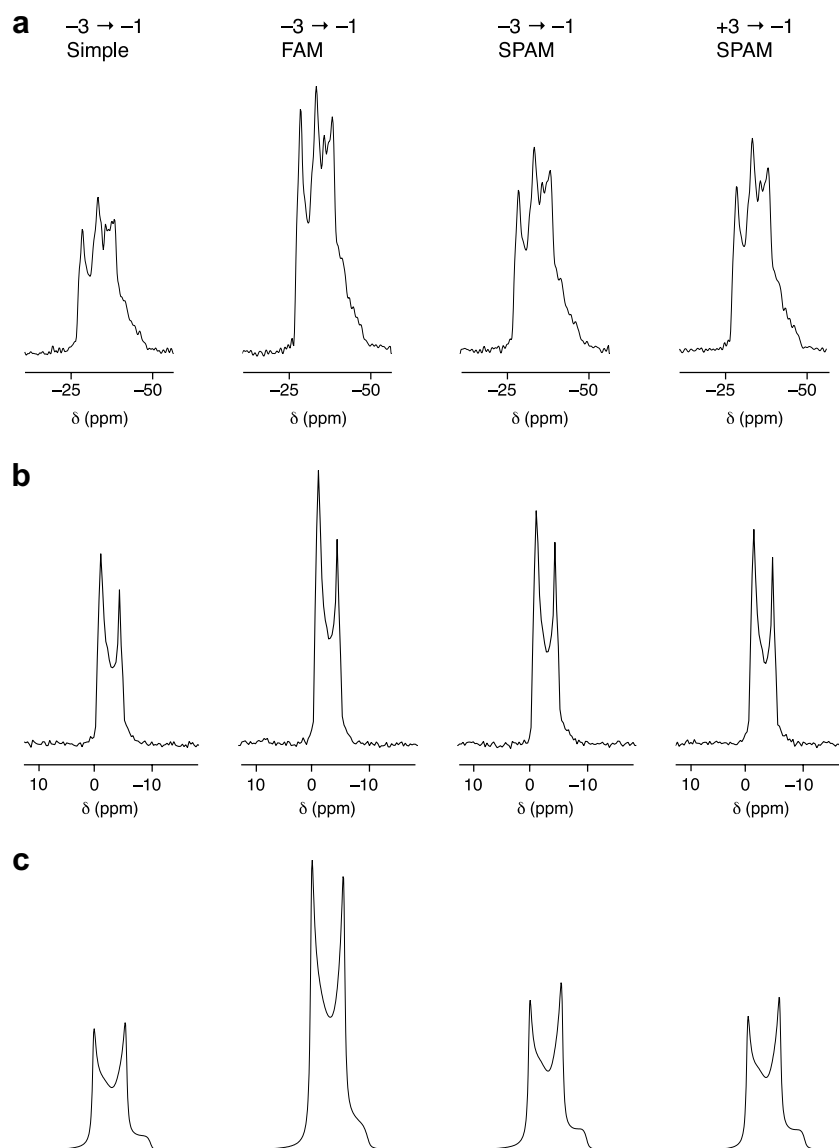 a
–3 → –1 –3 → –1 –3 → –1 +3 → –1
Simple FAM SPAM SPAM
–25 –50 –25 –50 –25 –50 –25 –50
δ (ppm) δ (ppm) δ (ppm) δ (ppm)
b
10 0 –10 10 0 –10 10 0 –10 10 0 –10
δ (ppm) δ (ppm) δ (ppm) δ (ppm)
c